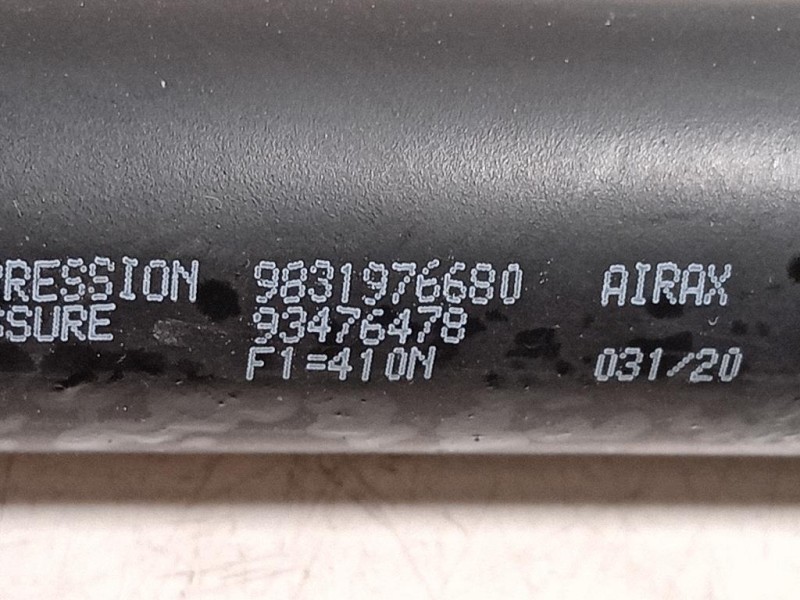 PRESSION 9831976680 AIRAX
SSURE 93476478
F1=410N 031/20